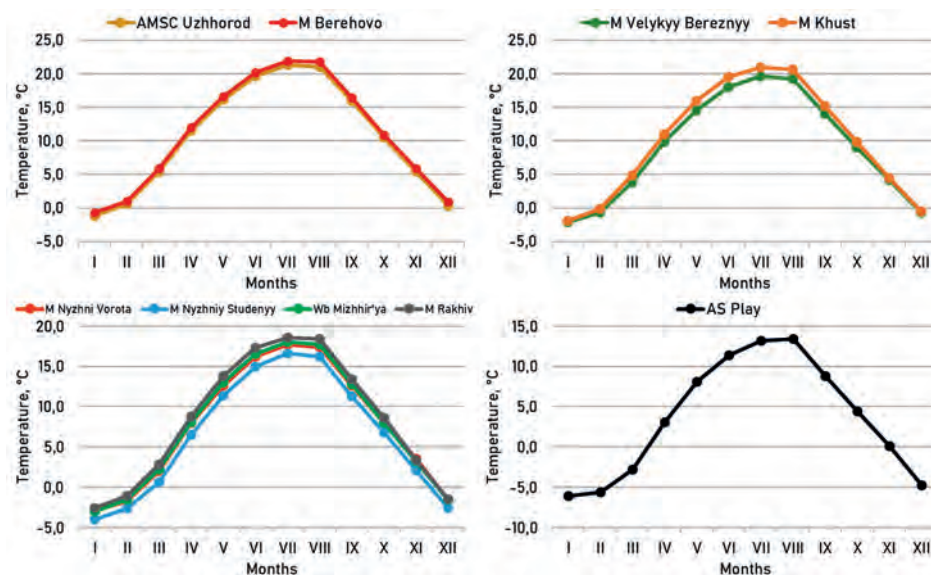 AMSC Uzhhorod M Berehovo
25,0
20,0
15,0
10,0
5,0
0,0
-5,0
Temperature, °C
I II III IV V VI VII VIII IX X XI XII
Months
M Velykyy Bereznyy M Khust
25,0
20,0
15,0
10,0
5,0
0,0
-5,0
Temperature, °C
I II III IV V VI VII VIII IX X XI XII
Months
M Nyzhni Vorota M Nyzhniy Studenyy Wb Mizhhir'ya M Rakhiv
20,0
15,0
10,0
5,0
0,0
-5,0
Temperature, °C
I II III IV V VI VII VIII IX X XI XII
Months
AS Play
15,0
10,0
5,0
0,0
-5,0
-10,0
Temperature, °C
I II III IV V VI VII VIII IX X XI XII
Months